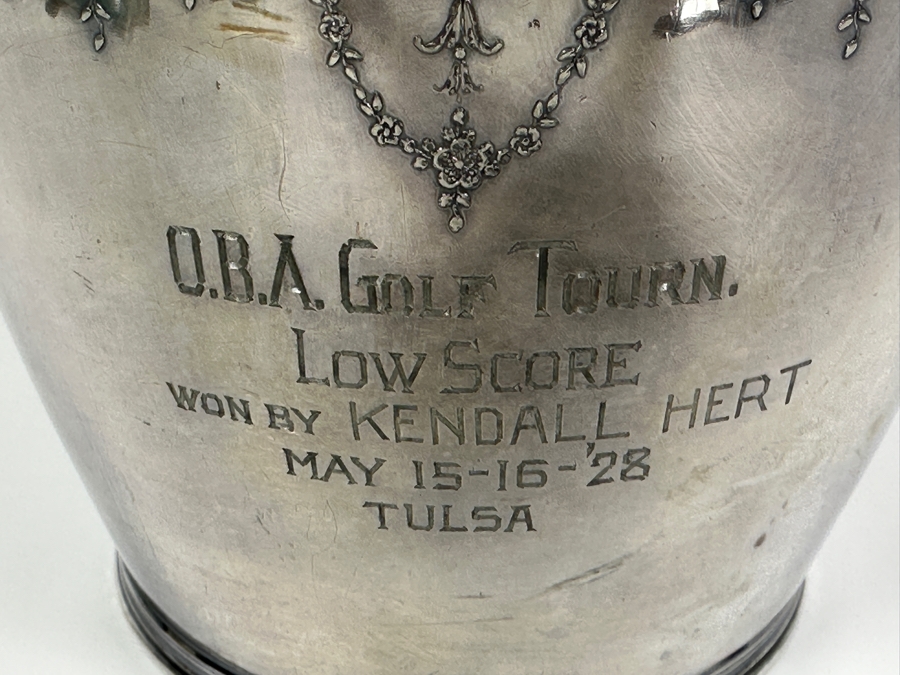 O.B.A. GOLF TOURN.
LOW SCORE
WON BY KENDALL HERT
MAY 15-16-'28
TULSA